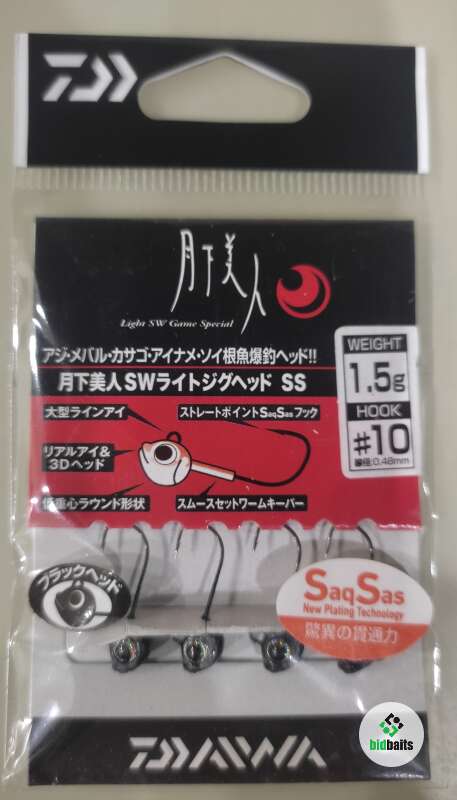 月下美人
Light SW Game Special
アジ・メバル・カサゴ・アイナメ・ソイ根魚爆釣ヘッド!!
月下美人SWライトジグヘッド SS
WEIGHT
1.5g
HOOK
#10
線径:0.48mm
大型ラインアイ
ストレートポイントSaqSasフック
リアルアイ&
3Dヘッド
低重心ラウンド形状
スムースセットワームキーパー
ブラックヘッド
SaqSas
New Plating Technology
驚異の貫通力
DAIWA
bidbaits